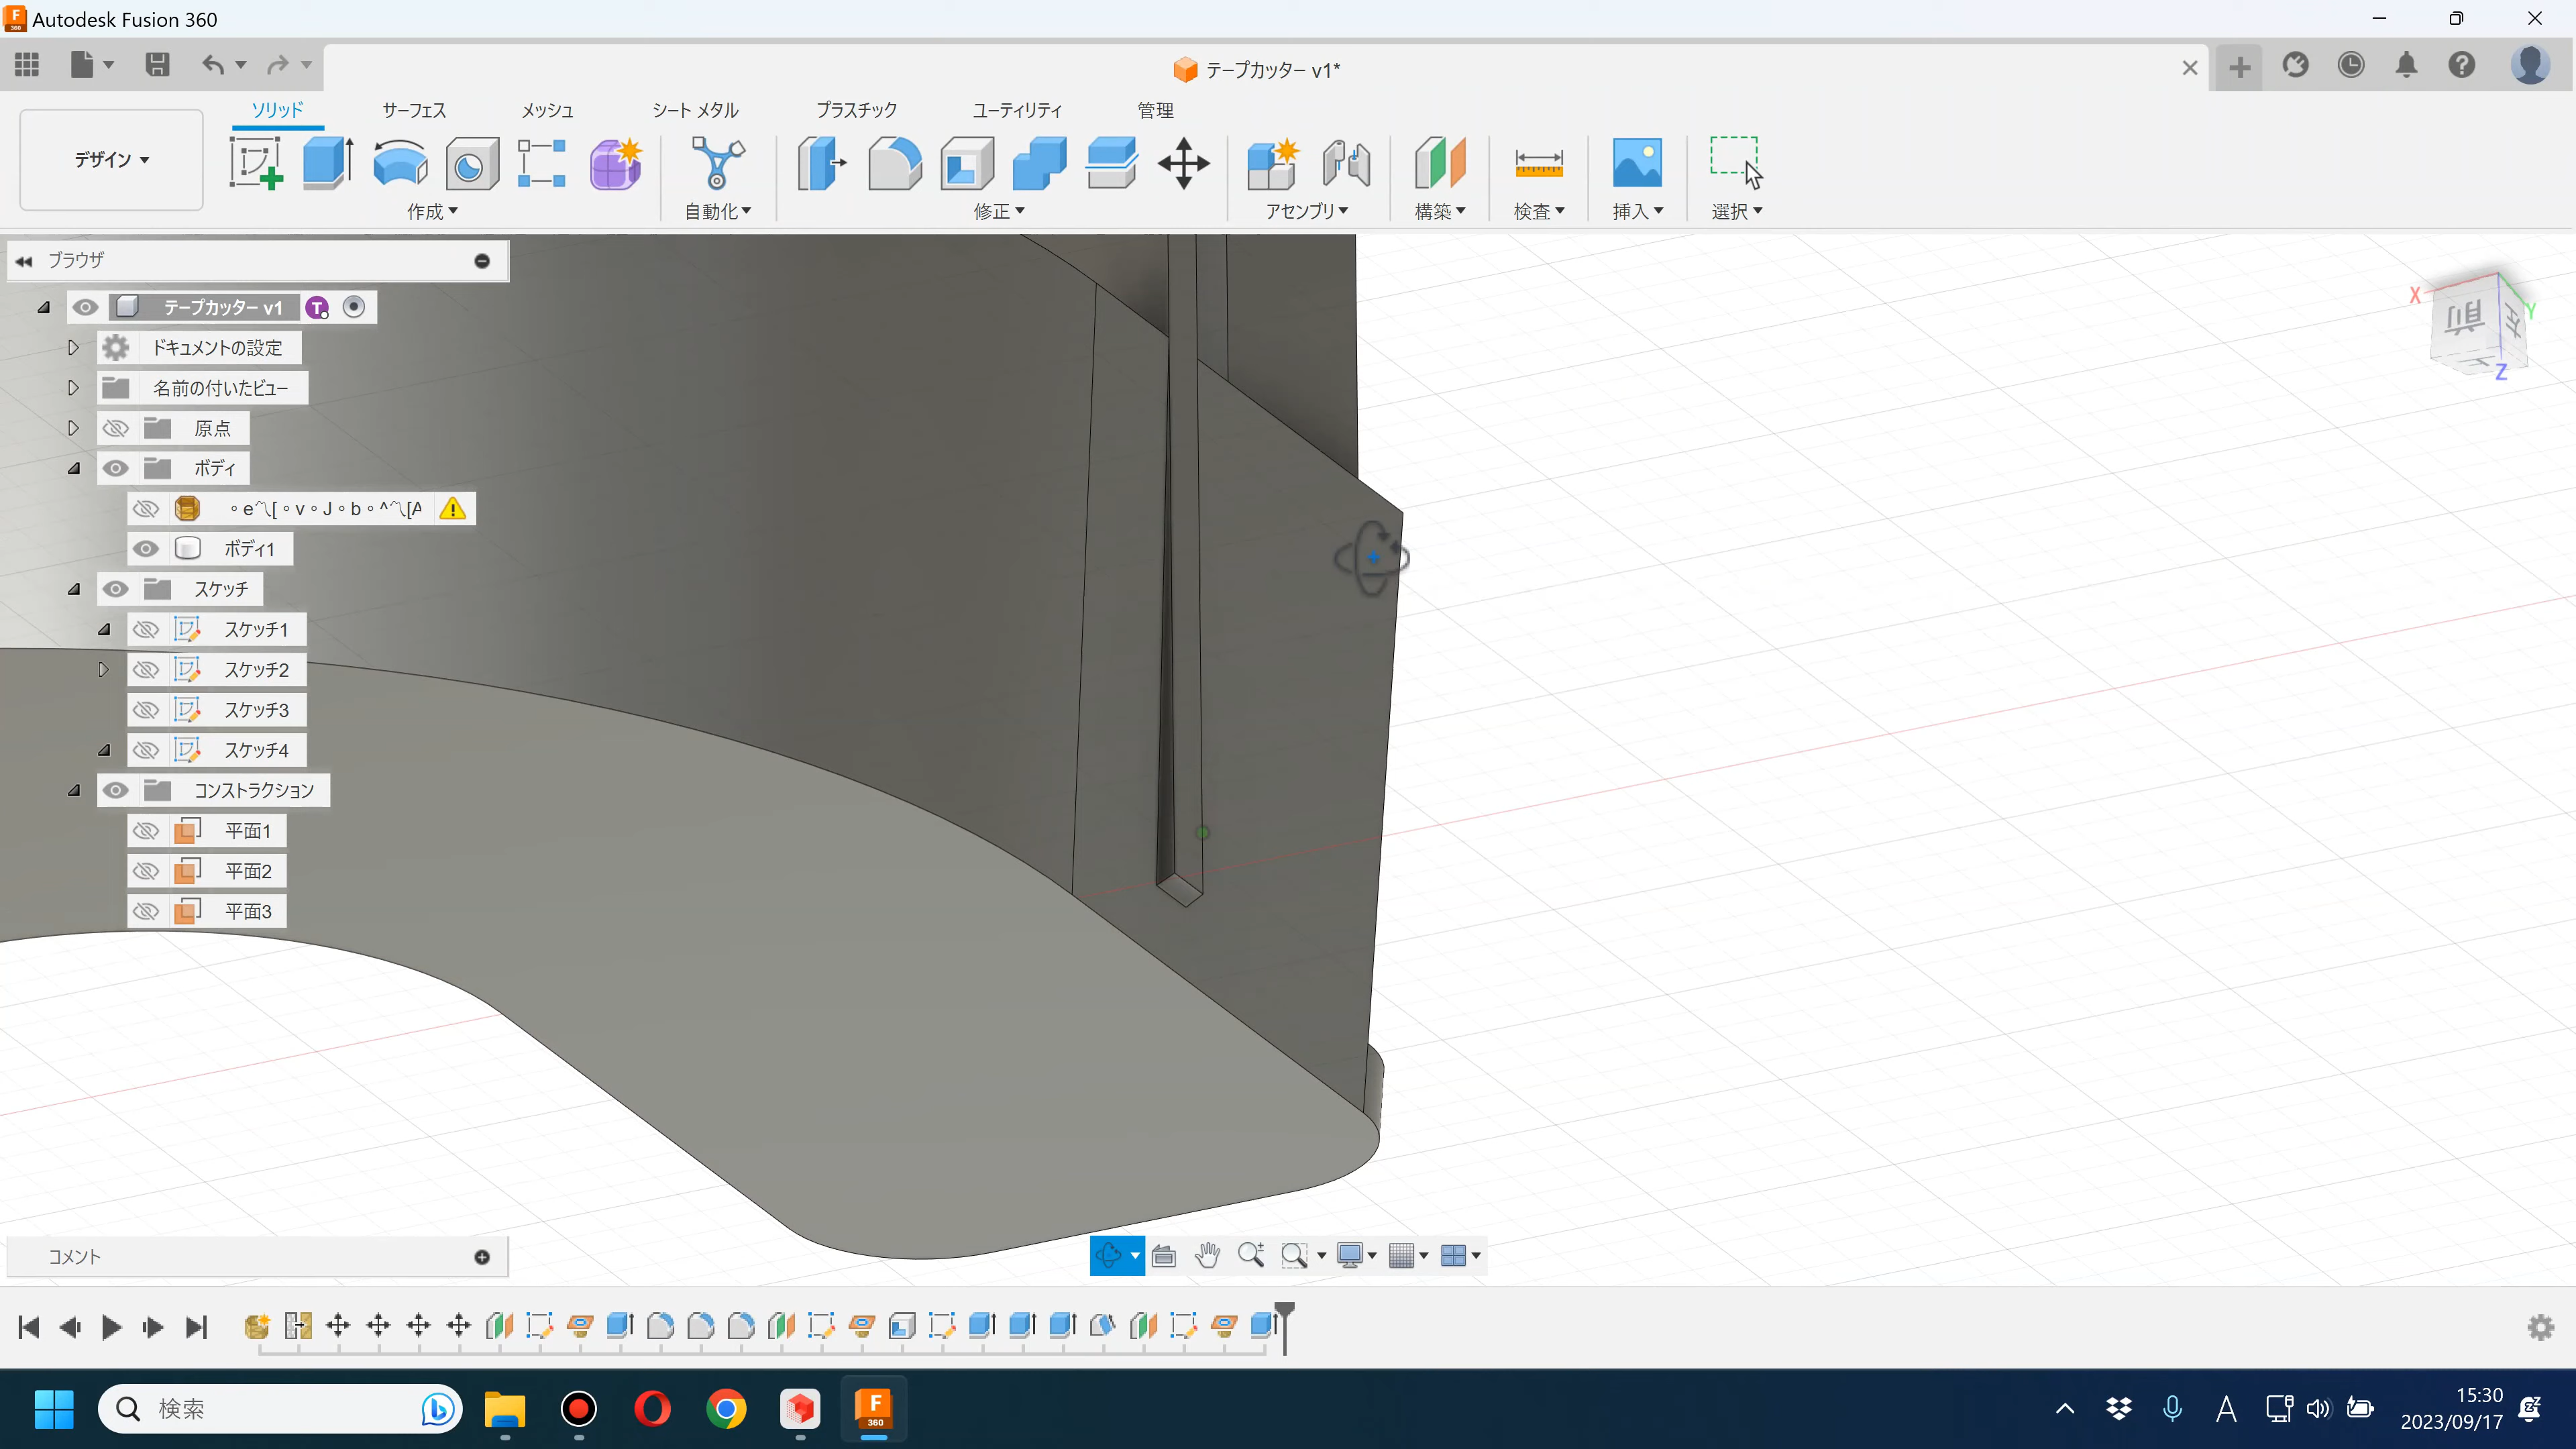 Autodesk Fusion 360
テープカッター v1*
ソリッド サーフェス メッシュ シート メタル プラスチック ユーティリティ 管理
デザイン
作成 自動化 修正 アセンブリ 構築 検査 挿入 選択
ブラウザ
テープカッター v1
ドキュメントの設定
名前の付いたビュー
原点
ボディ
ボディ1
スケッチ
スケッチ1
スケッチ2
スケッチ3
スケッチ4
コンストラクション
平面1
平面2
平面3
X
Y
Z
前
コメント
検索
15:30
2023/09/17